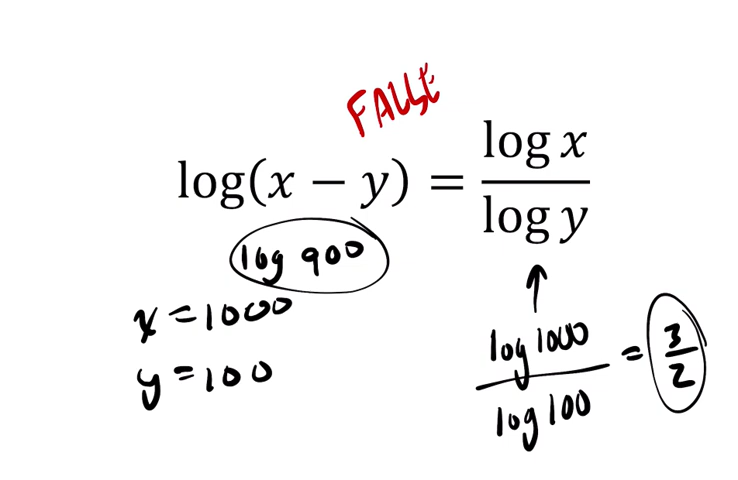 FALSE
log(x − y) = log x / log y
log 900
x = 1000
y = 100
log 1000 / log 100 = 3/2